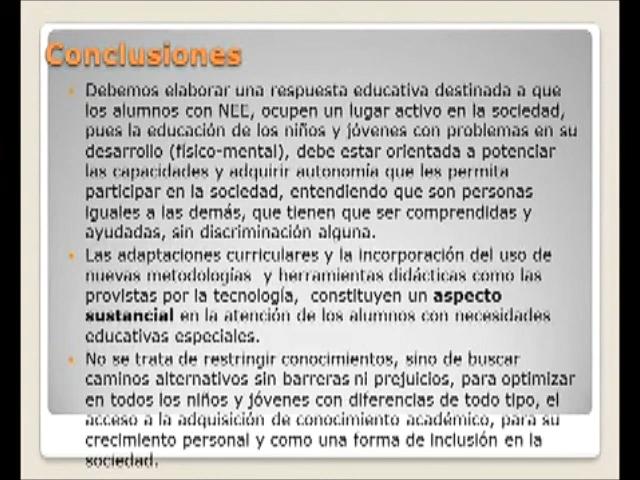 Conclusiones
• Debemos elaborar una respuesta educativa destinada a que
los alumnos con NEE, ocupen un lugar activo en la sociedad,
pues la educación de los niños y jóvenes con problemas en su
desarrollo (físico-mental), debe estar orientada a potenciar
las capacidades y adquirir autonomía que les permita
participar en la sociedad, entendiendo que son personas
iguales a las demás, que tienen que ser comprendidas y
ayudadas, sin discriminación alguna.
• Las adaptaciones curriculares y la incorporación del uso de
nuevas metodologías y herramientas didácticas como las
provistas por la tecnología, constituyen un aspecto
sustancial en la atención de los alumnos con necesidades
educativas especiales.
• No se trata de restringir conocimientos, sino de buscar
caminos alternativos sin barreras ni prejuicios, para optimizar
en todos los niños y jóvenes con diferencias de todo tipo, el
acceso a la adquisición de conocimiento académico, para su
crecimiento personal y como una forma de inclusión en la
sociedad.